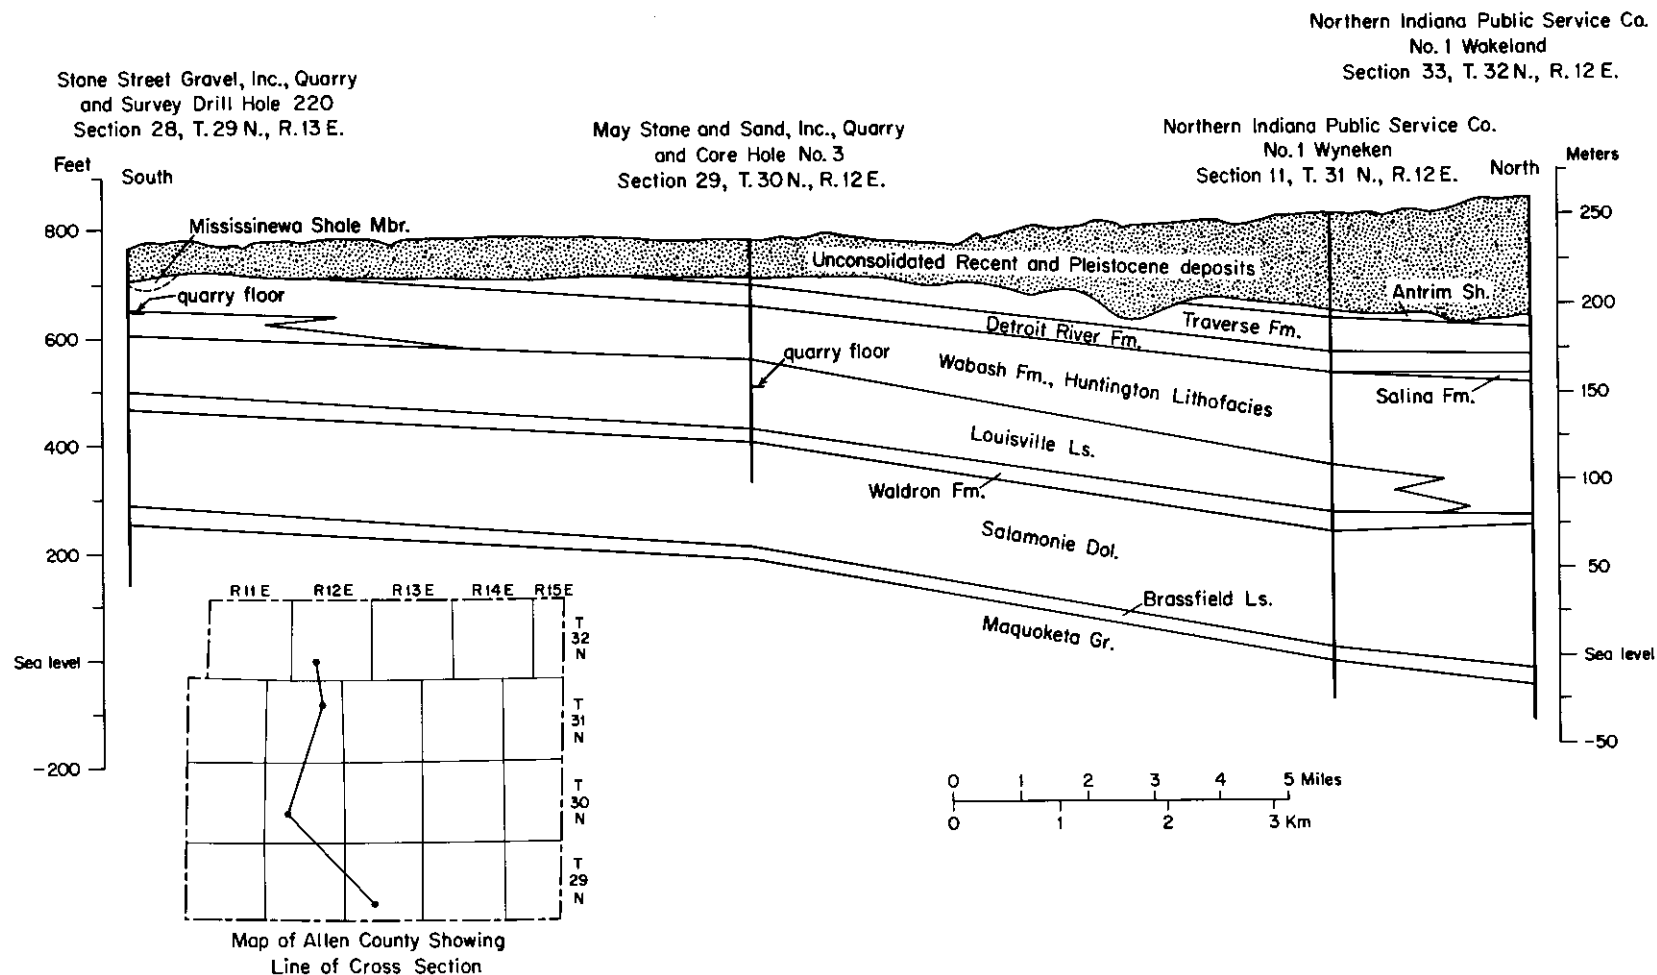 Northern Indiana Public Service Co.
No. 1 Wakeland
Section 33, T. 32 N., R. 12 E.
Stone Street Gravel, Inc., Quarry
and Survey Drill Hole 220
Section 28, T. 29 N., R. 13 E.
May Stone and Sand, Inc., Quarry
and Core Hole No. 3
Section 29, T. 30 N., R. 12 E.
Northern Indiana Public Service Co.
No. 1 Wyneken
Section 11, T. 31 N., R. 12 E.
Feet
South
North
Meters
Mississinewa Shale Mbr.
800
250
Unconsolidated Recent and Pleistocene deposits
quarry floor
Antrim Sh.
200
Traverse Fm.
600
Detroit River Fm.
quarry floor
Wabash Fm., Huntington Lithofacies
150
Salina Fm.
400
Louisville Ls.
100
Waldron Fm.
Salamonie Dol.
200
50
Brassfield Ls.
Maquoketa Gr.
Sea level
Sea level
-200
-50
R 11 E
R 12 E
R 13 E
R 14 E
R 15 E
T
32
N
T
31
N
T
30
N
T
29
N
0 1 2 3 4 5 Miles
0 1 2 3 Km
Map of Allen County Showing
Line of Cross Section